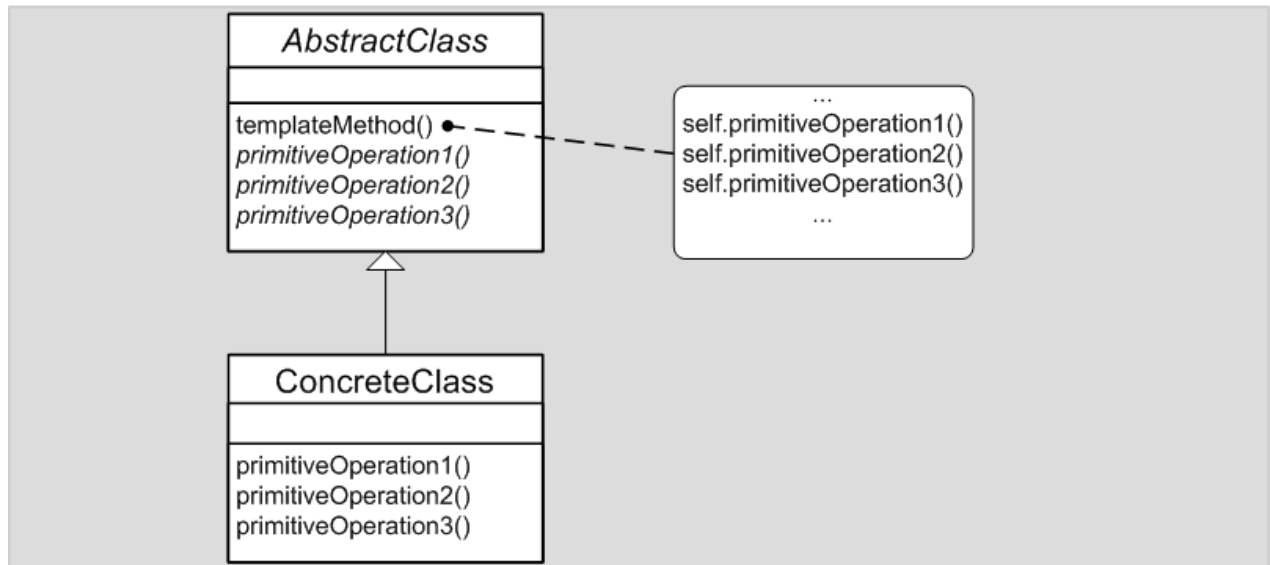 AbstractClass
templateMethod()
primitiveOperation1()
primitiveOperation2()
primitiveOperation3()
...
self.primitiveOperation1()
self.primitiveOperation2()
self.primitiveOperation3()
...
ConcreteClass
primitiveOperation1()
primitiveOperation2()
primitiveOperation3()